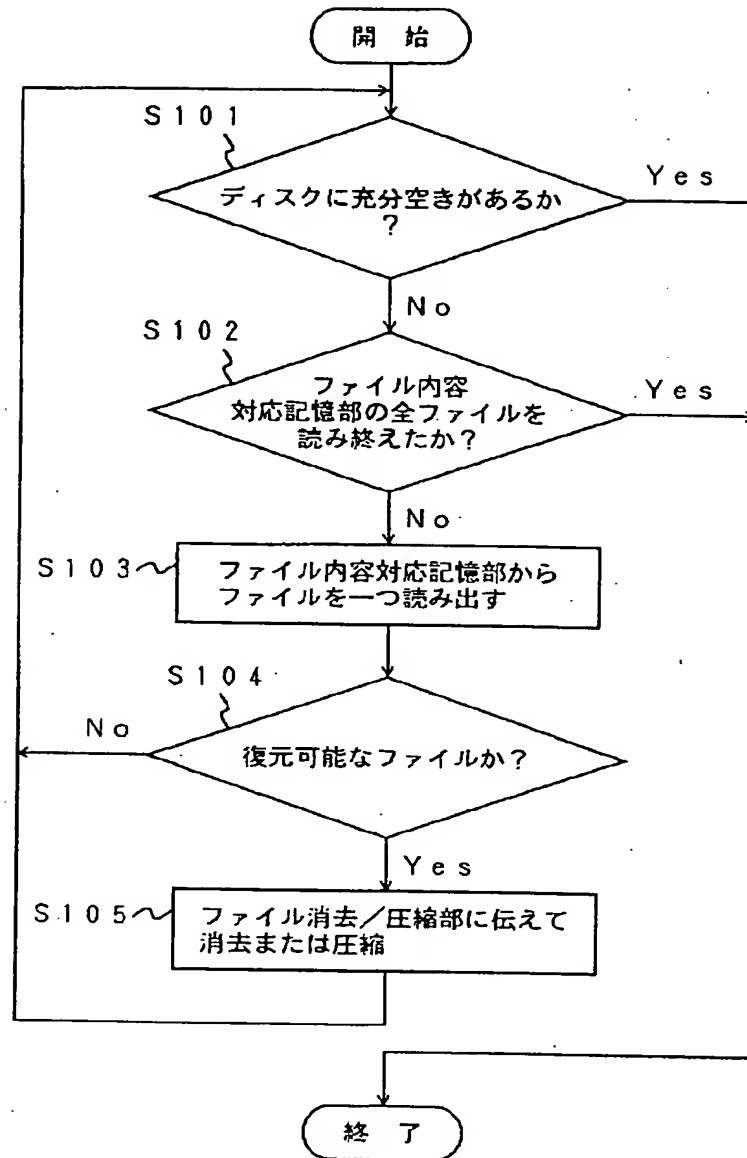 開 始
S101
Yes
ディスクに充分空きがあるか
?
No
S102
ファイル内容
Yes
対応記憶部の全ファイルを
読み終えたか?
No
S103
ファイル内容対応記憶部から
ファイルを一つ読み出す
S104
No
復元可能なファイルか?
Yes
S105
ファイル消去/圧縮部に伝えて
消去または圧縮
終 了